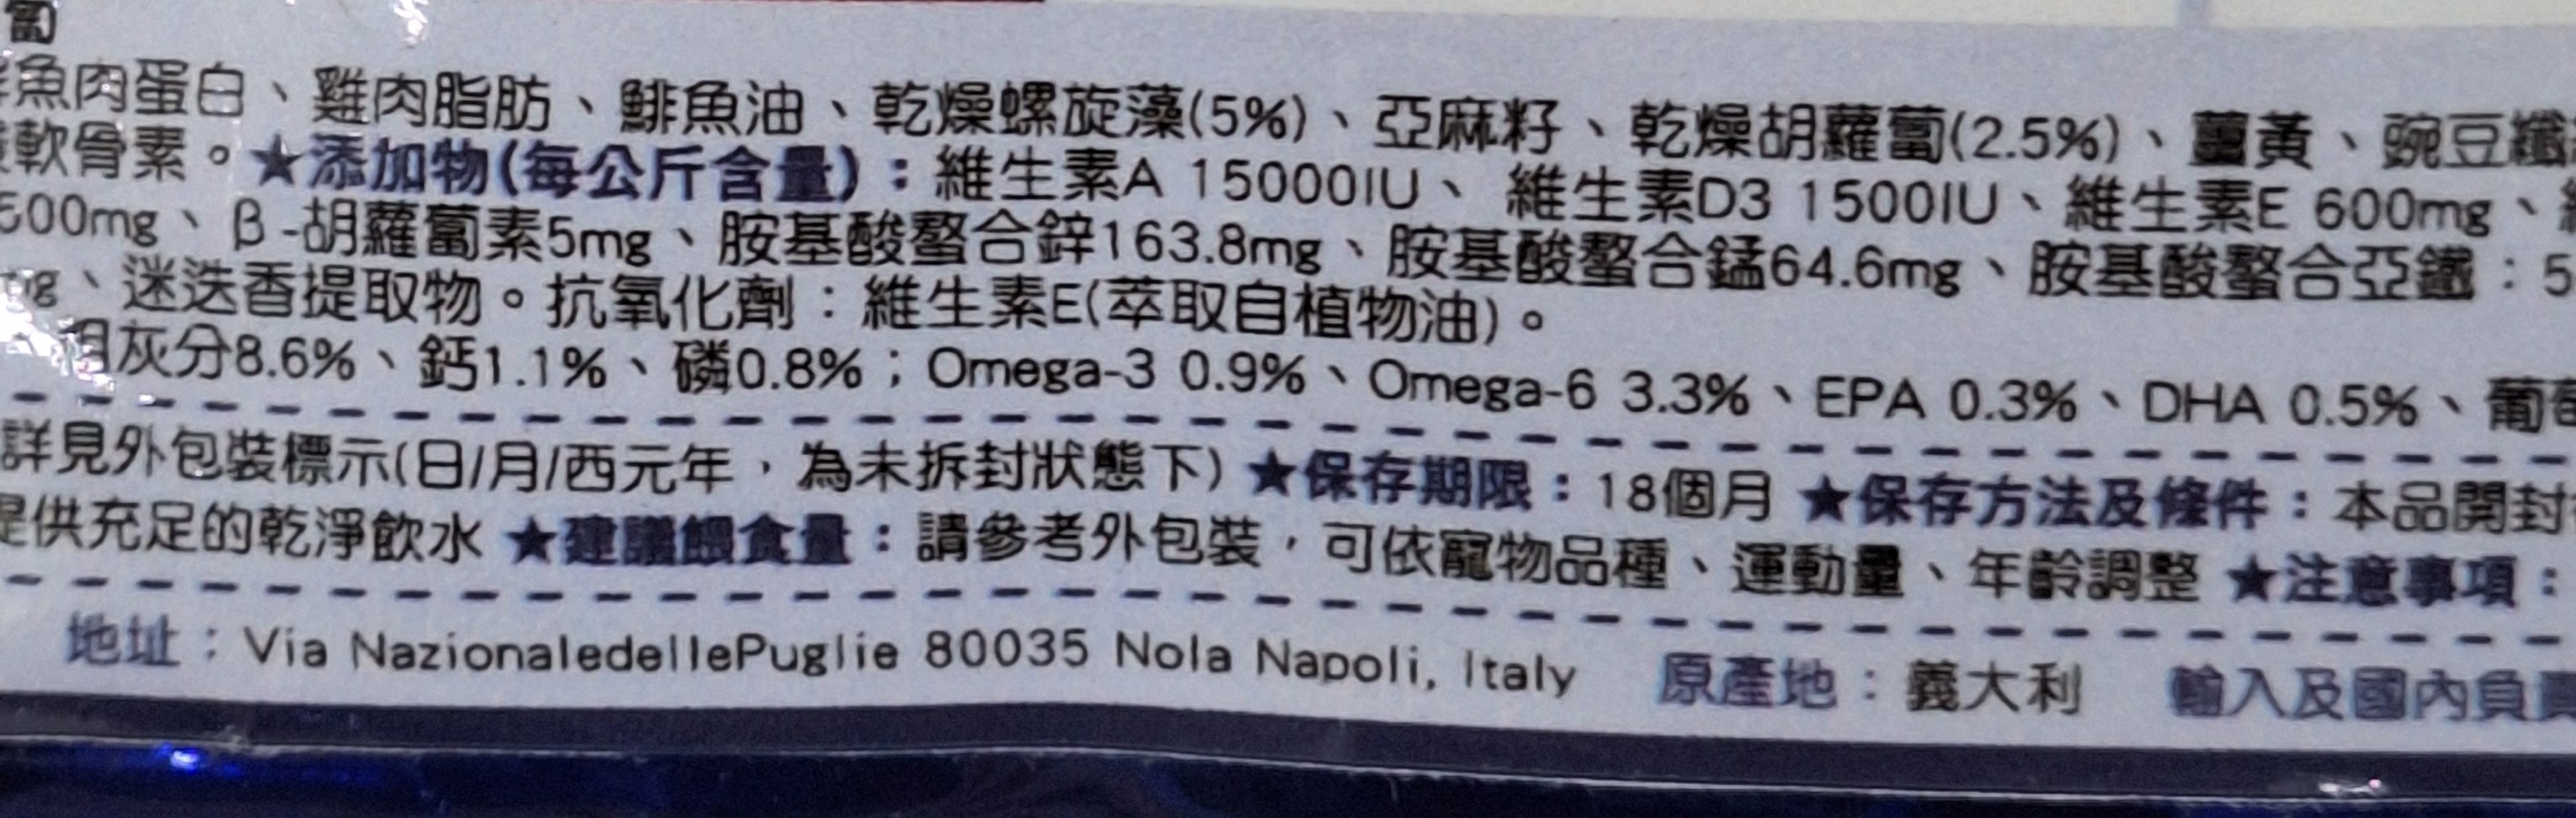 蔔
魚肉蛋白、雞肉脂肪、鯡魚油、乾燥螺旋藻(5%)、亞麻籽、乾燥胡蘿蔔(2.5%)、薑黃、豌豆纖
軟骨素。★添加物(每公斤含量)：維生素A 15000IU、 維生素D3 1500IU、維生素E 600mg、
500mg、β-胡蘿蔔素5mg、胺基酸螯合鋅163.8mg、胺基酸螯合錳64.6mg、胺基酸螯合亞鐵：5
mg、迷迭香提取物。抗氧化劑：維生素E(萃取自植物油)。
、粗灰分8.6%、鈣1.1%、磷0.8%；Omega-3 0.9%、Omega-6 3.3%、EPA 0.3%、DHA 0.5%、葡萄
詳見外包裝標示(日/月/西元年，為未拆封狀態下) ★保存期限：18個月 ★保存方法及條件：本品開封
提供充足的乾淨飲水 ★建議餵食量：請參考外包裝，可依寵物品種、運動量、年齡調整 ★注意事項：
地址：Via NazionaledellePuglie 80035 Nola Napoli, Italy 原產地：義大利 輸入及國內負責